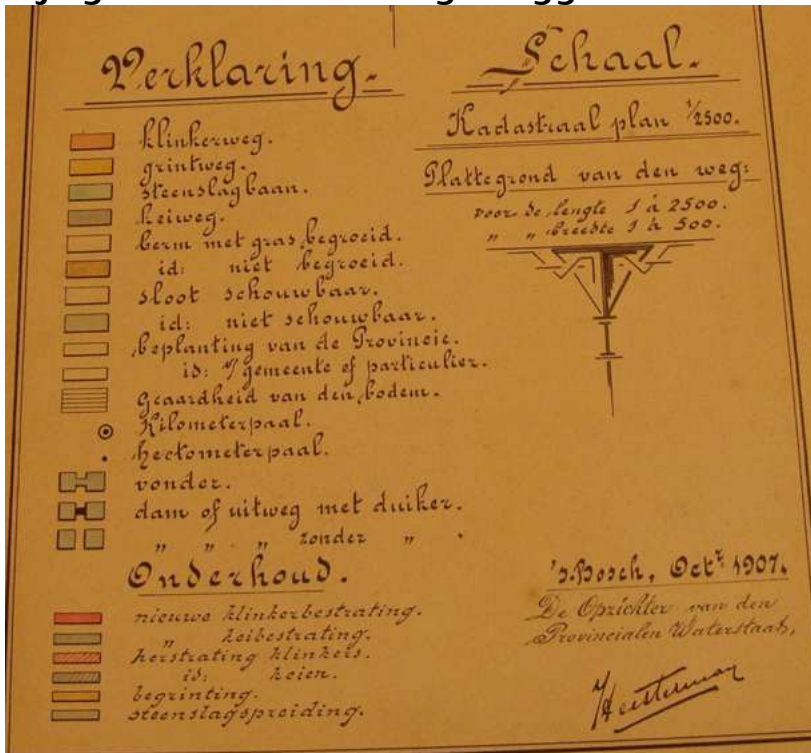 Verklaring.
klinkerweg.
grintweg.
steenslagbaan.
keiweg.
berm met gras begroeid.
id: niet begroeid.
sloot schouwbaar.
id: niet schouwbaar.
beplanting van de Provincie.
id: " gemeente of particulier.
Geaardheid van den bodem.
Kilometerpaal.
hectometerpaal.
vonder.
dam of uitweg met duiker.
" " " zonder " .
Onderhoud.
nieuwe klinkerbestrating.
" keibestrating.
herstrating klinkers.
id: keien.
begrinting.
steenslagspreiding.
Schaal.
Kadastraal plan 1/2500.
Plattegrond van den weg:
voor de lengte 1 à 2500.
" " breedte 1 à 500.
's.Bosch, Octr 1907.
De Opzichter van den
Provincialen Waterstaat,